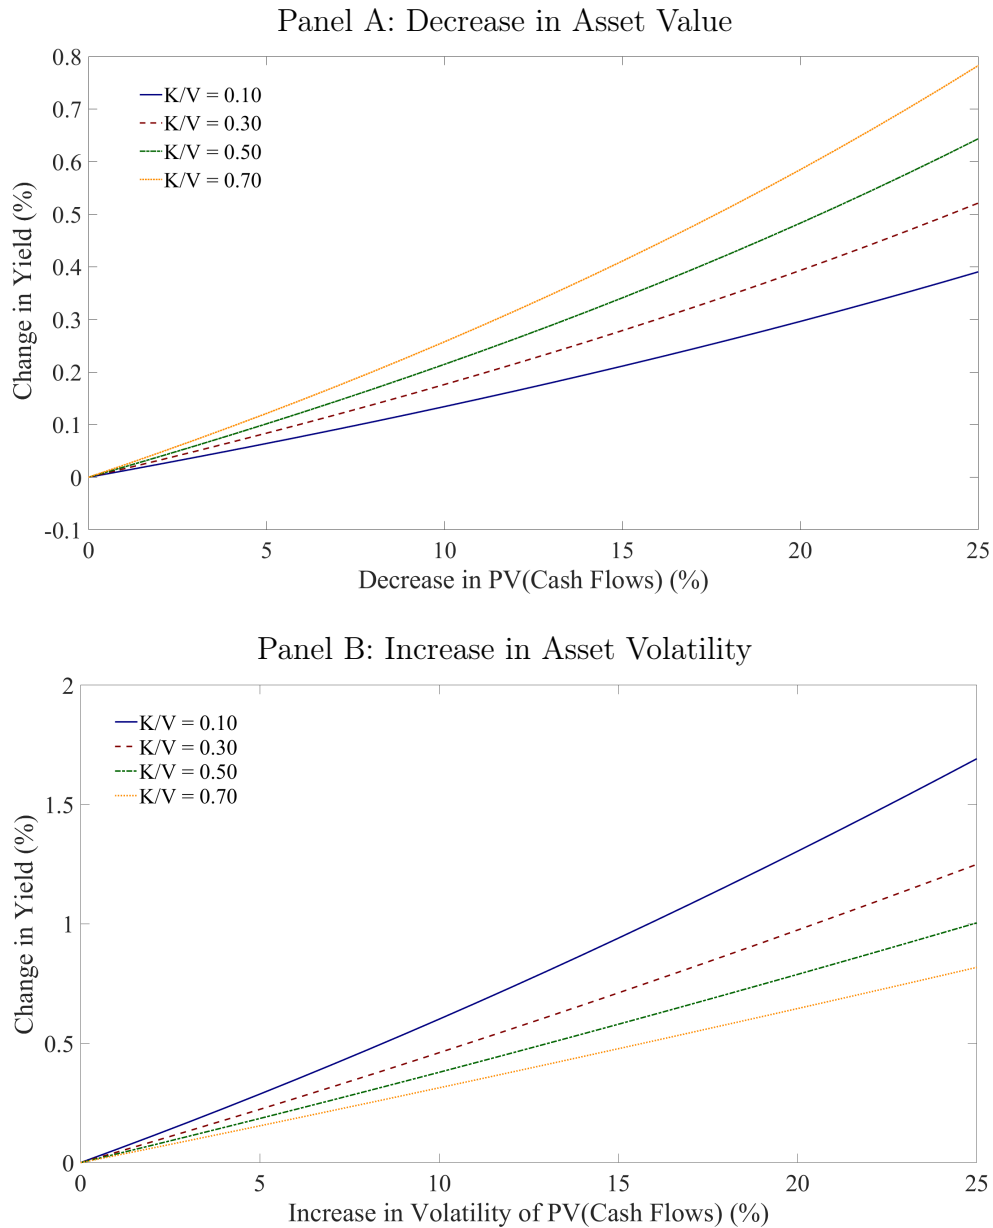 Panel A: Decrease in Asset Value
0.8
0.7
0.6
0.5
0.4
0.3
0.2
0.1
0
-0.1
Change in Yield (%)
K/V = 0.10
K/V = 0.30
K/V = 0.50
K/V = 0.70
0 5 10 15 20 25
Decrease in PV(Cash Flows) (%)
Panel B: Increase in Asset Volatility
2
1.5
1
0.5
0
Change in Yield (%)
K/V = 0.10
K/V = 0.30
K/V = 0.50
K/V = 0.70
0 5 10 15 20 25
Increase in Volatility of PV(Cash Flows) (%)